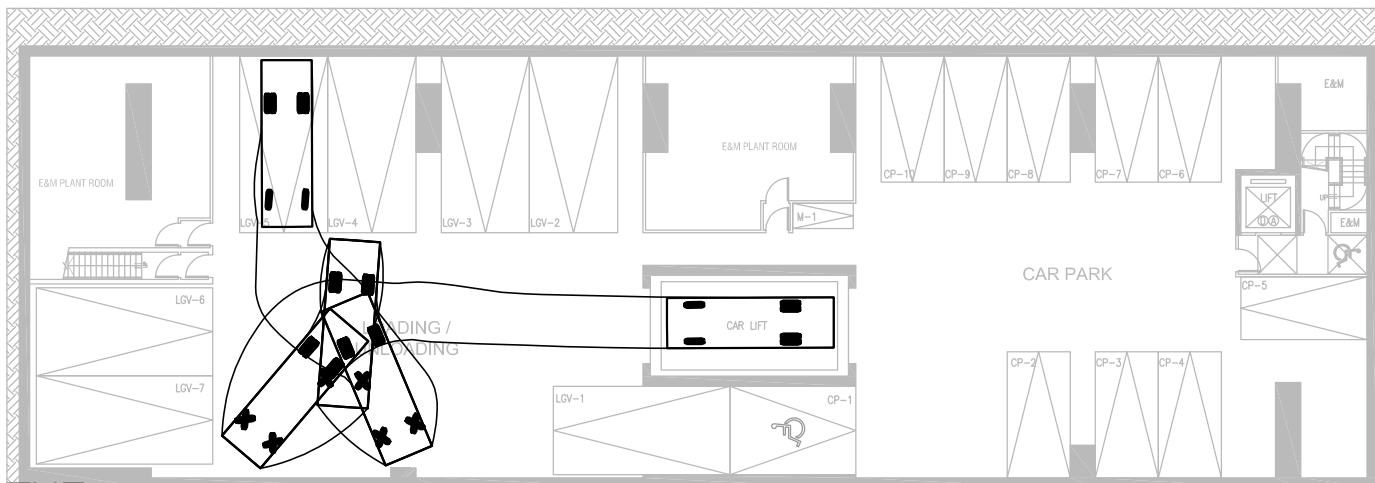 E&M PLANT ROOM
LGV-5
LGV-4
LGV-3
LGV-2
E&M PLANT ROOM
M-1
CP-10
CP-9
CP-8
CP-7
CP-6
E&M
LIFT
UP
E&M
LGV-6
LGV-7
LOADING /
UNLOADING
CAR LIFT
CAR PARK
CP-5
LGV-1
CP-1
CP-2
CP-3
CP-4